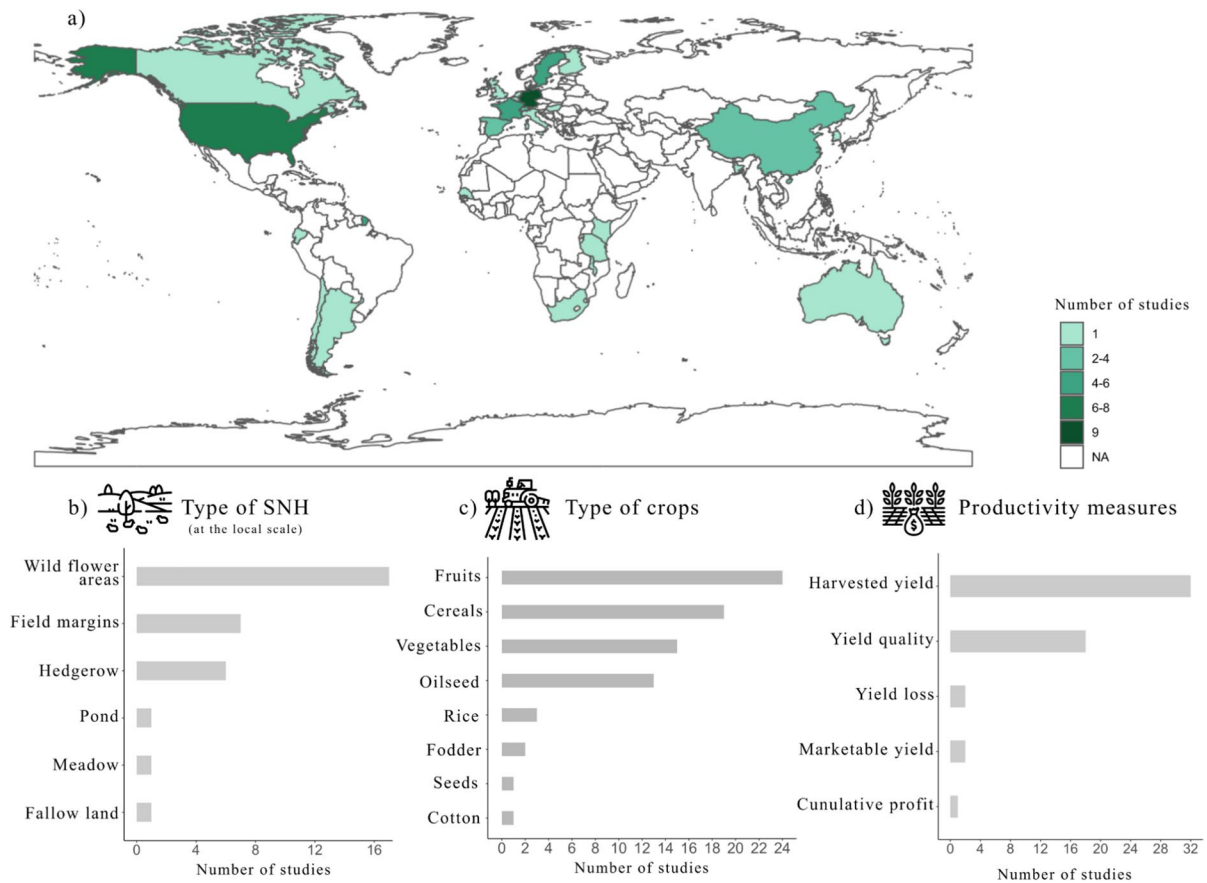 a)
Number of studies
1
2-4
4-6
6-8
9
NA
b)
Type of SNH
(at the local scale)
Wild flower
areas
Field margins
Hedgerow
Pond
Meadow
Fallow land
0 4 8 12 16
Number of studies
c)
Type of crops
Fruits
Cereals
Vegetables
Oilseed
Rice
Fodder
Seeds
Cotton
0 2 4 6 8 10 12 14 16 18 20 22 24
Number of studies
d)
$
Productivity measures
Harvested yield
Yield quality
Yield loss
Marketable yield
Cunulative profit
0 4 8 12 16 20 24 28 32
Number of studies